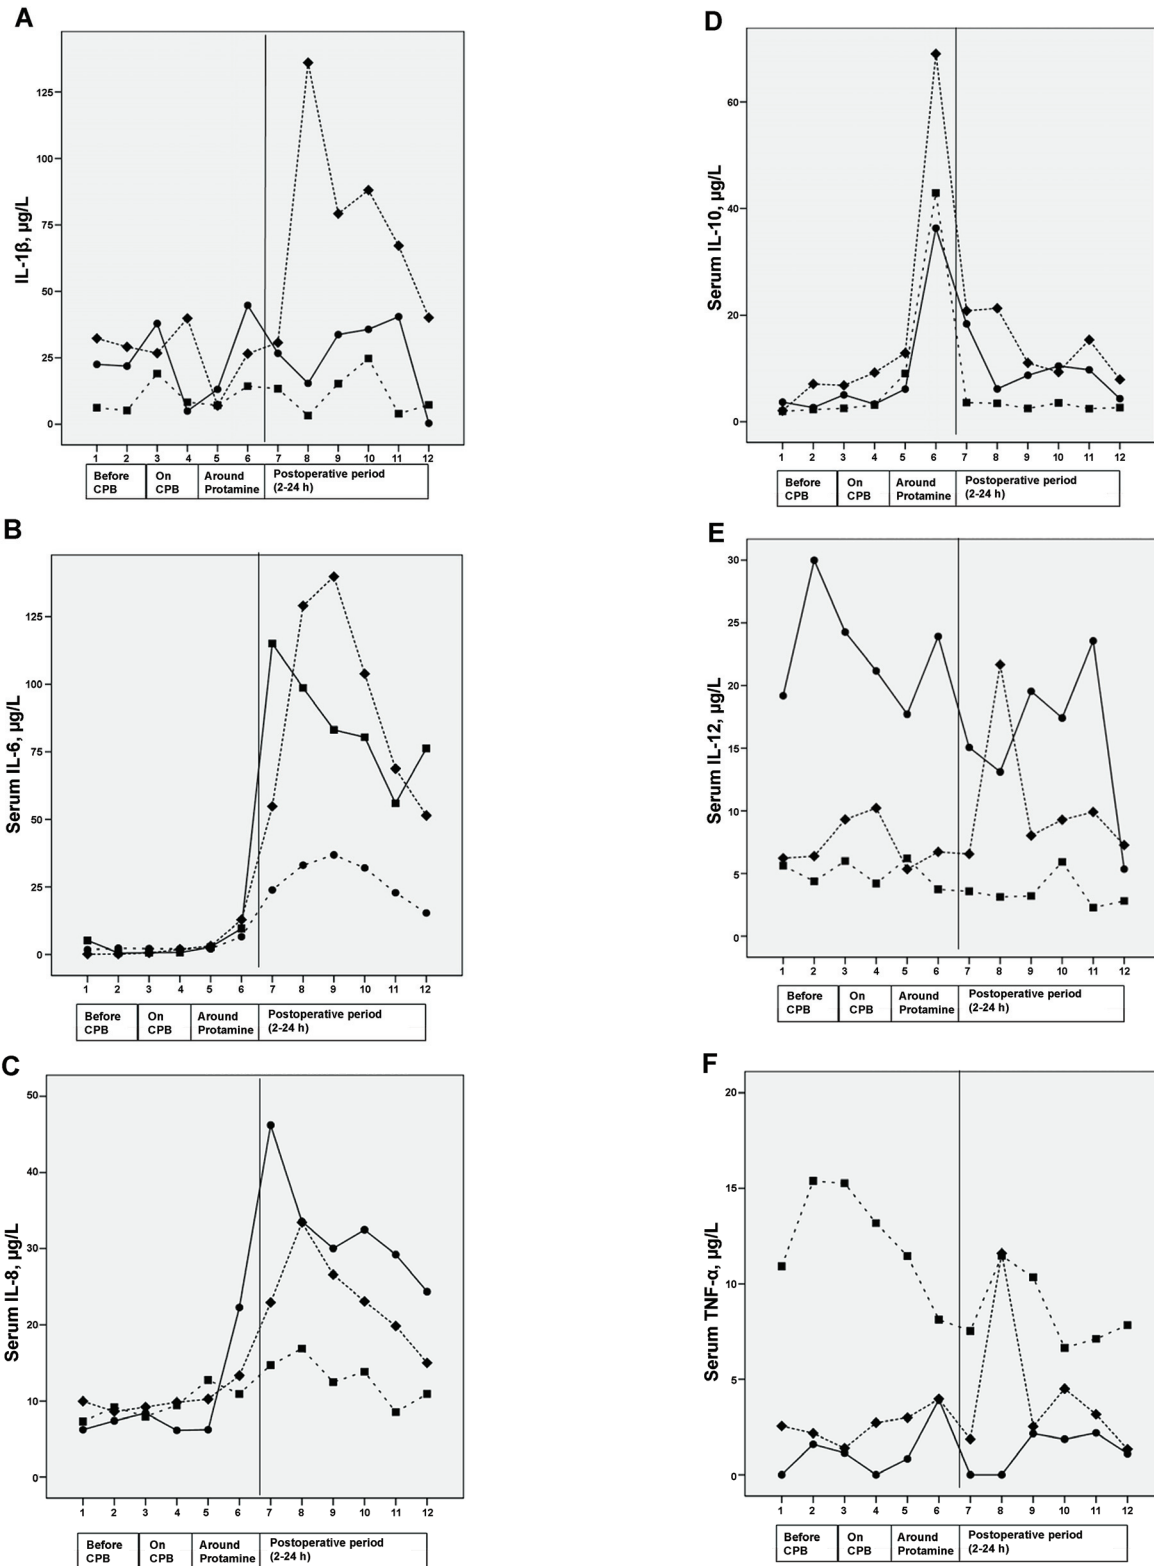 A
IL-1β, µg/L
125
100
75
50
25
0
1 2 3 4 5 6 7 8 9 10 11 12
Before CPB
On CPB
Around Protamine
Postoperative period (2-24 h)
B
Serum IL-6, µg/L
125
100
75
50
25
0
1 2 3 4 5 6 7 8 9 10 11 12
Before CPB
On CPB
Around Protamine
Postoperative period (2-24 h)
C
Serum IL-8, µg/L
50
40
30
20
10
0
1 2 3 4 5 6 7 8 9 10 11 12
Before CPB
On CPB
Around Protamine
Postoperative period (2-24 h)
D
Serum IL-10, µg/L
60
40
20
0
1 2 3 4 5 6 7 8 9 10 11 12
Before CPB
On CPB
Around Protamine
Postoperative period (2-24 h)
E
Serum IL-12, µg/L
30
25
20
15
10
5
0
1 2 3 4 5 6 7 8 9 10 11 12
Before CPB
On CPB
Around Protamine
Postoperative period (2-24 h)
F
Serum TNF-α, µg/L
20
15
10
5
0
1 2 3 4 5 6 7 8 9 10 11 12
Before CPB
On CPB
Around Protamine
Postoperative period (2-24 h)